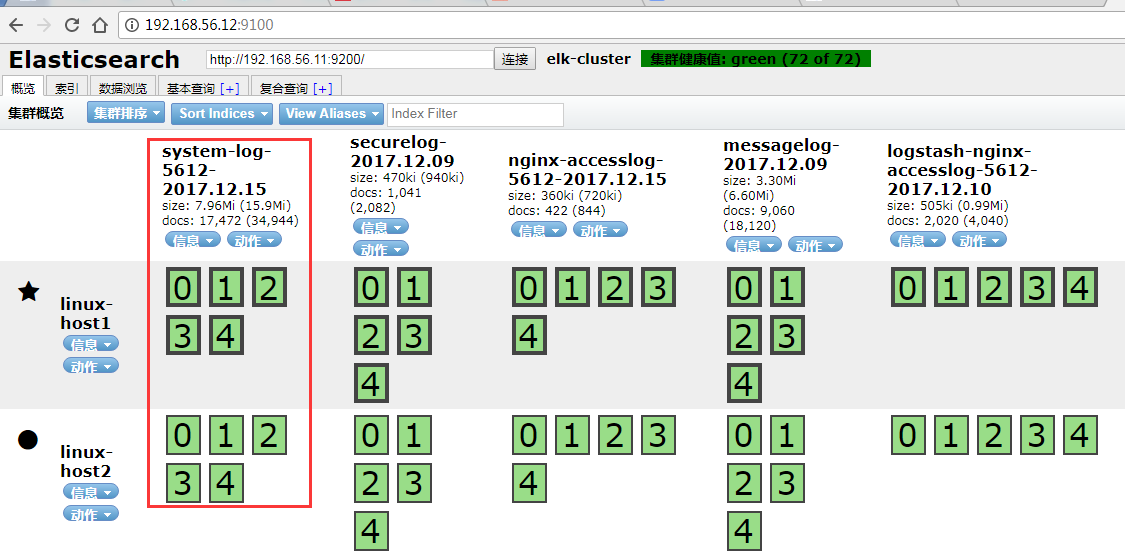 192.168.56.12:9100
Elasticsearch http://192.168.56.11:9200/ 连接 elk-cluster 集群健康值: green (72 of 72)
概览 索引 数据浏览 基本查询 [+] 复合查询 [+]
集群概览 集群排序 Sort Indices View Aliases Index Filter
system-log-
5612-
2017.12.15
size: 7.96Mi (15.9Mi)
docs: 17,472 (34,944)
信息 动作
securelog-
2017.12.09
size: 470ki (940ki)
docs: 1,041
(2,082)
信息
动作
nginx-accesslog-
5612-2017.12.15
size: 360ki (720ki)
docs: 422 (844)
信息 动作
messagelog-
2017.12.09
size: 3.30Mi
(6.60Mi)
docs: 9,060
(18,120)
信息 动作
logstash-nginx-
accesslog-5612-
2017.12.10
size: 505ki (0.99Mi)
docs: 2,020 (4,040)
信息 动作
linux-
host1
信息
动作
0 1 2
3 4
0 1
2 3
4
0 1 2 3
4
0 1
2 3
4
0 1 2 3 4
linux-
host2
信息
动作
0 1 2
3 4
0 1
2 3
4
0 1 2 3
4
0 1
2 3
4
0 1 2 3 4